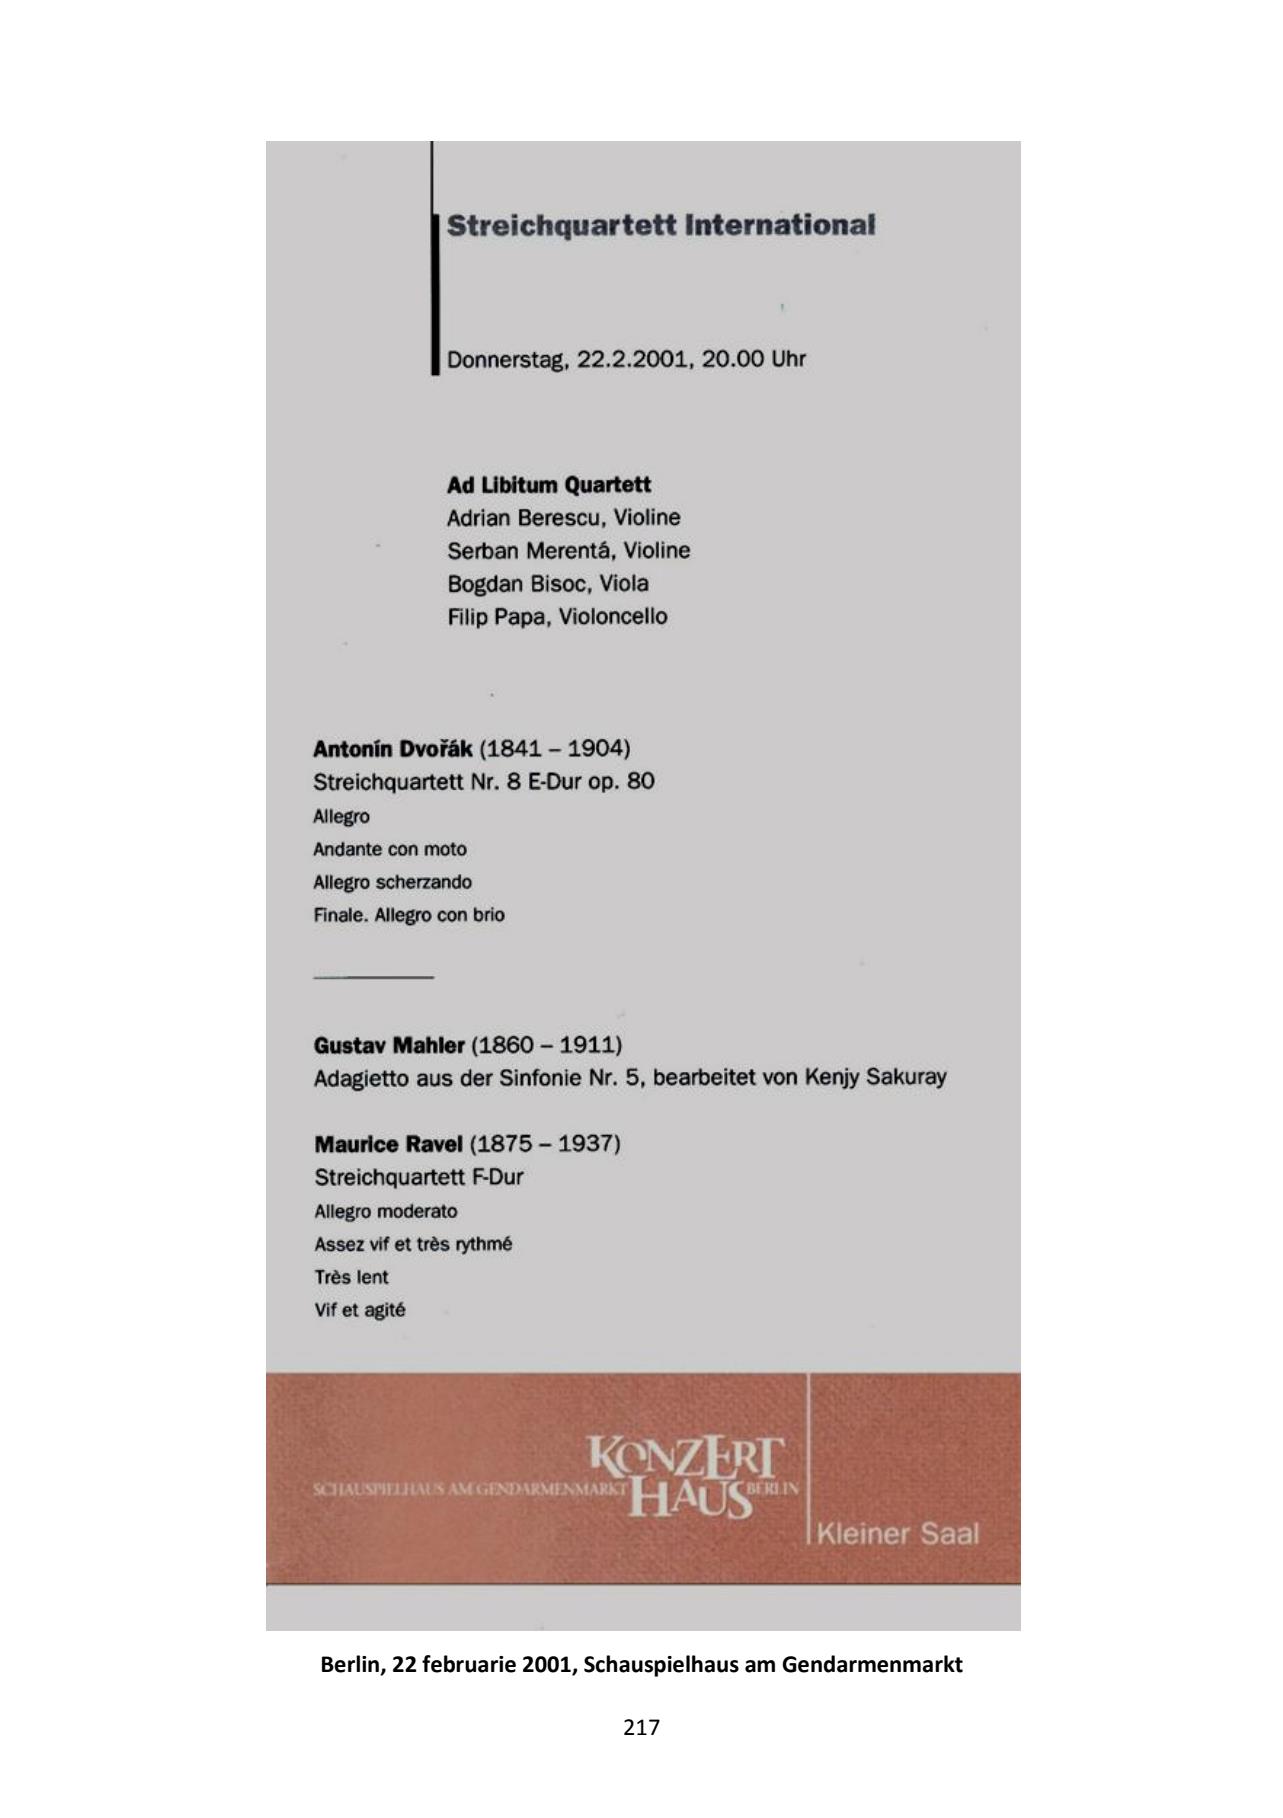 Streichquartett International
Donnerstag, 22.2.2001, 20.00 Uhr
Ad Libitum Quartett
Adrian Berescu, Violine
Serban Merentá, Violine
Bogdan Bisoc, Viola
Filip Papa, Violoncello
Antonín Dvořák (1841 – 1904)
Streichquartett Nr. 8 E-Dur op. 80
Allegro
Andante con moto
Allegro scherzando
Finale. Allegro con brio
Gustav Mahler (1860 – 1911)
Adagietto aus der Sinfonie Nr. 5, bearbeitet von Kenjy Sakuray
Maurice Ravel (1875 – 1937)
Streichquartett F-Dur
Allegro moderato
Assez vif et très rythmé
Très lent
Vif et agité
KONZERT
SCHAUSPIELHAUS AM GENDARMENMARKT HAUS BERLIN
Kleiner Saal
Berlin, 22 februarie 2001, Schauspielhaus am Gendarmenmarkt
217